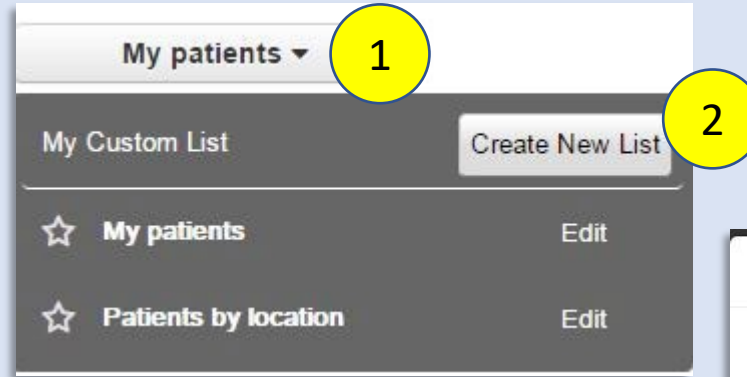 My patients
1
My Custom List
Create New List
2
My patients
Edit
Patients by location
Edit